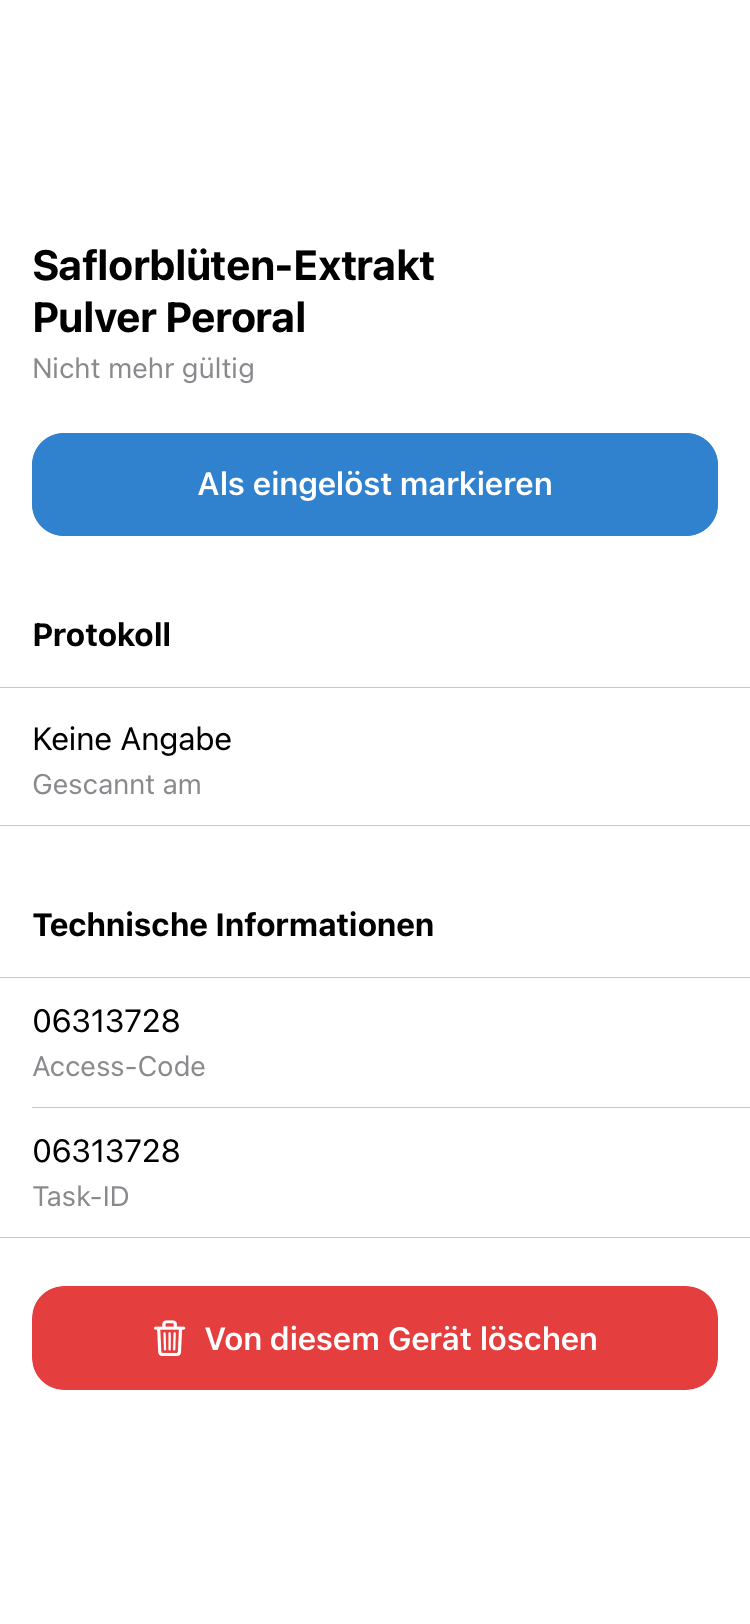 Saflorblüten-Extrakt
Pulver Peroral
Nicht mehr gültig
Als eingelöst markieren
Protokoll
Keine Angabe
Gescannt am
Technische Informationen
06313728
Access-Code
06313728
Task-ID
Von diesem Gerät löschen